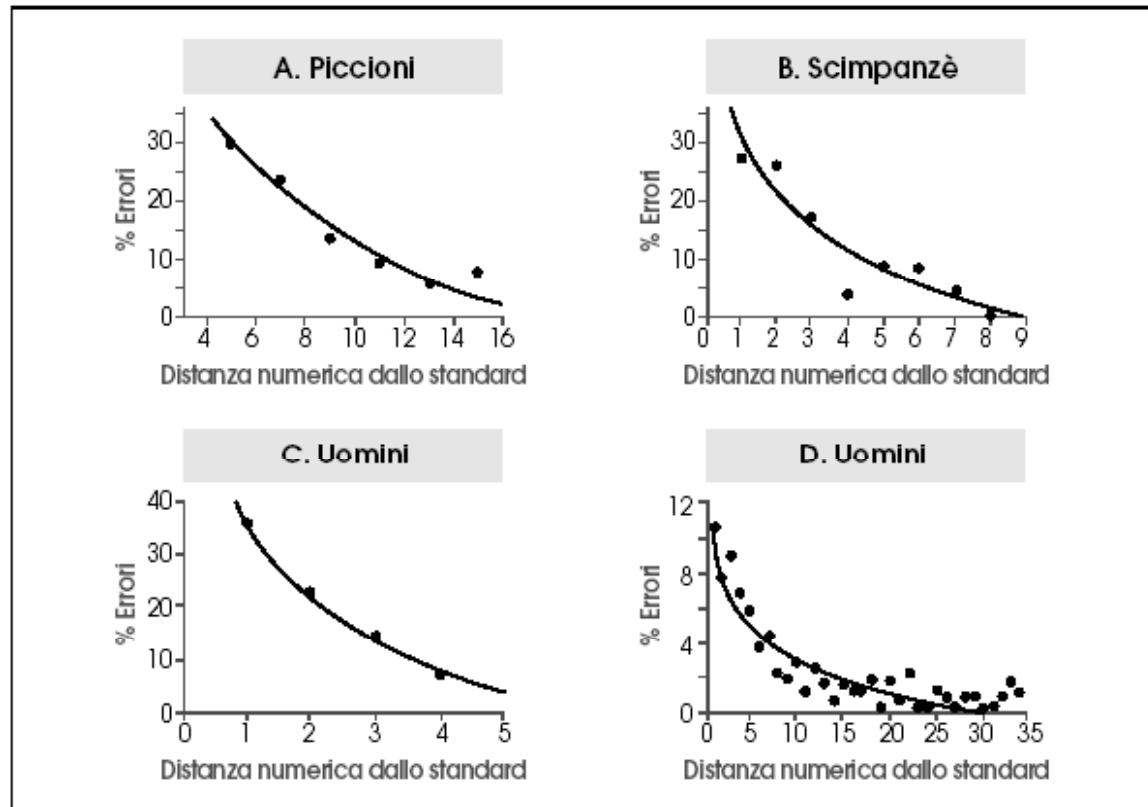 A. Piccioni
% Errori
30
20
10
0
4 6 8 10 12 14 16
Distanza numerica dallo standard
B. Scimpanzè
% Errori
30
20
10
0
0 1 2 3 4 5 6 7 8 9
Distanza numerica dallo standard
C. Uomini
% Errori
40
30
20
10
0
0 1 2 3 4 5
Distanza numerica dallo standard
D. Uomini
% Errori
12
8
4
0
0 5 10 15 20 25 30 35
Distanza numerica dallo standard